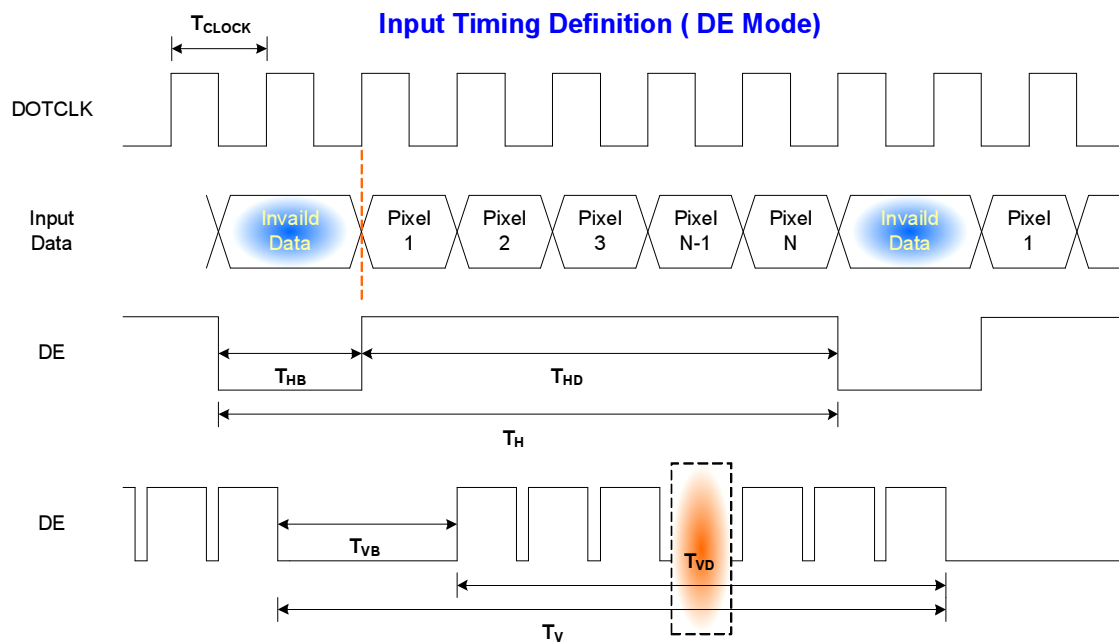 Input Timing Definition ( DE Mode)
TCLOCK
DOTCLK
Input
Data
Invaild
Data
Pixel
1
Pixel
2
Pixel
3
Pixel
N-1
Pixel
N
Invaild
Data
Pixel
1
DE
THB
THD
TH
DE
TVB
TVD
TV